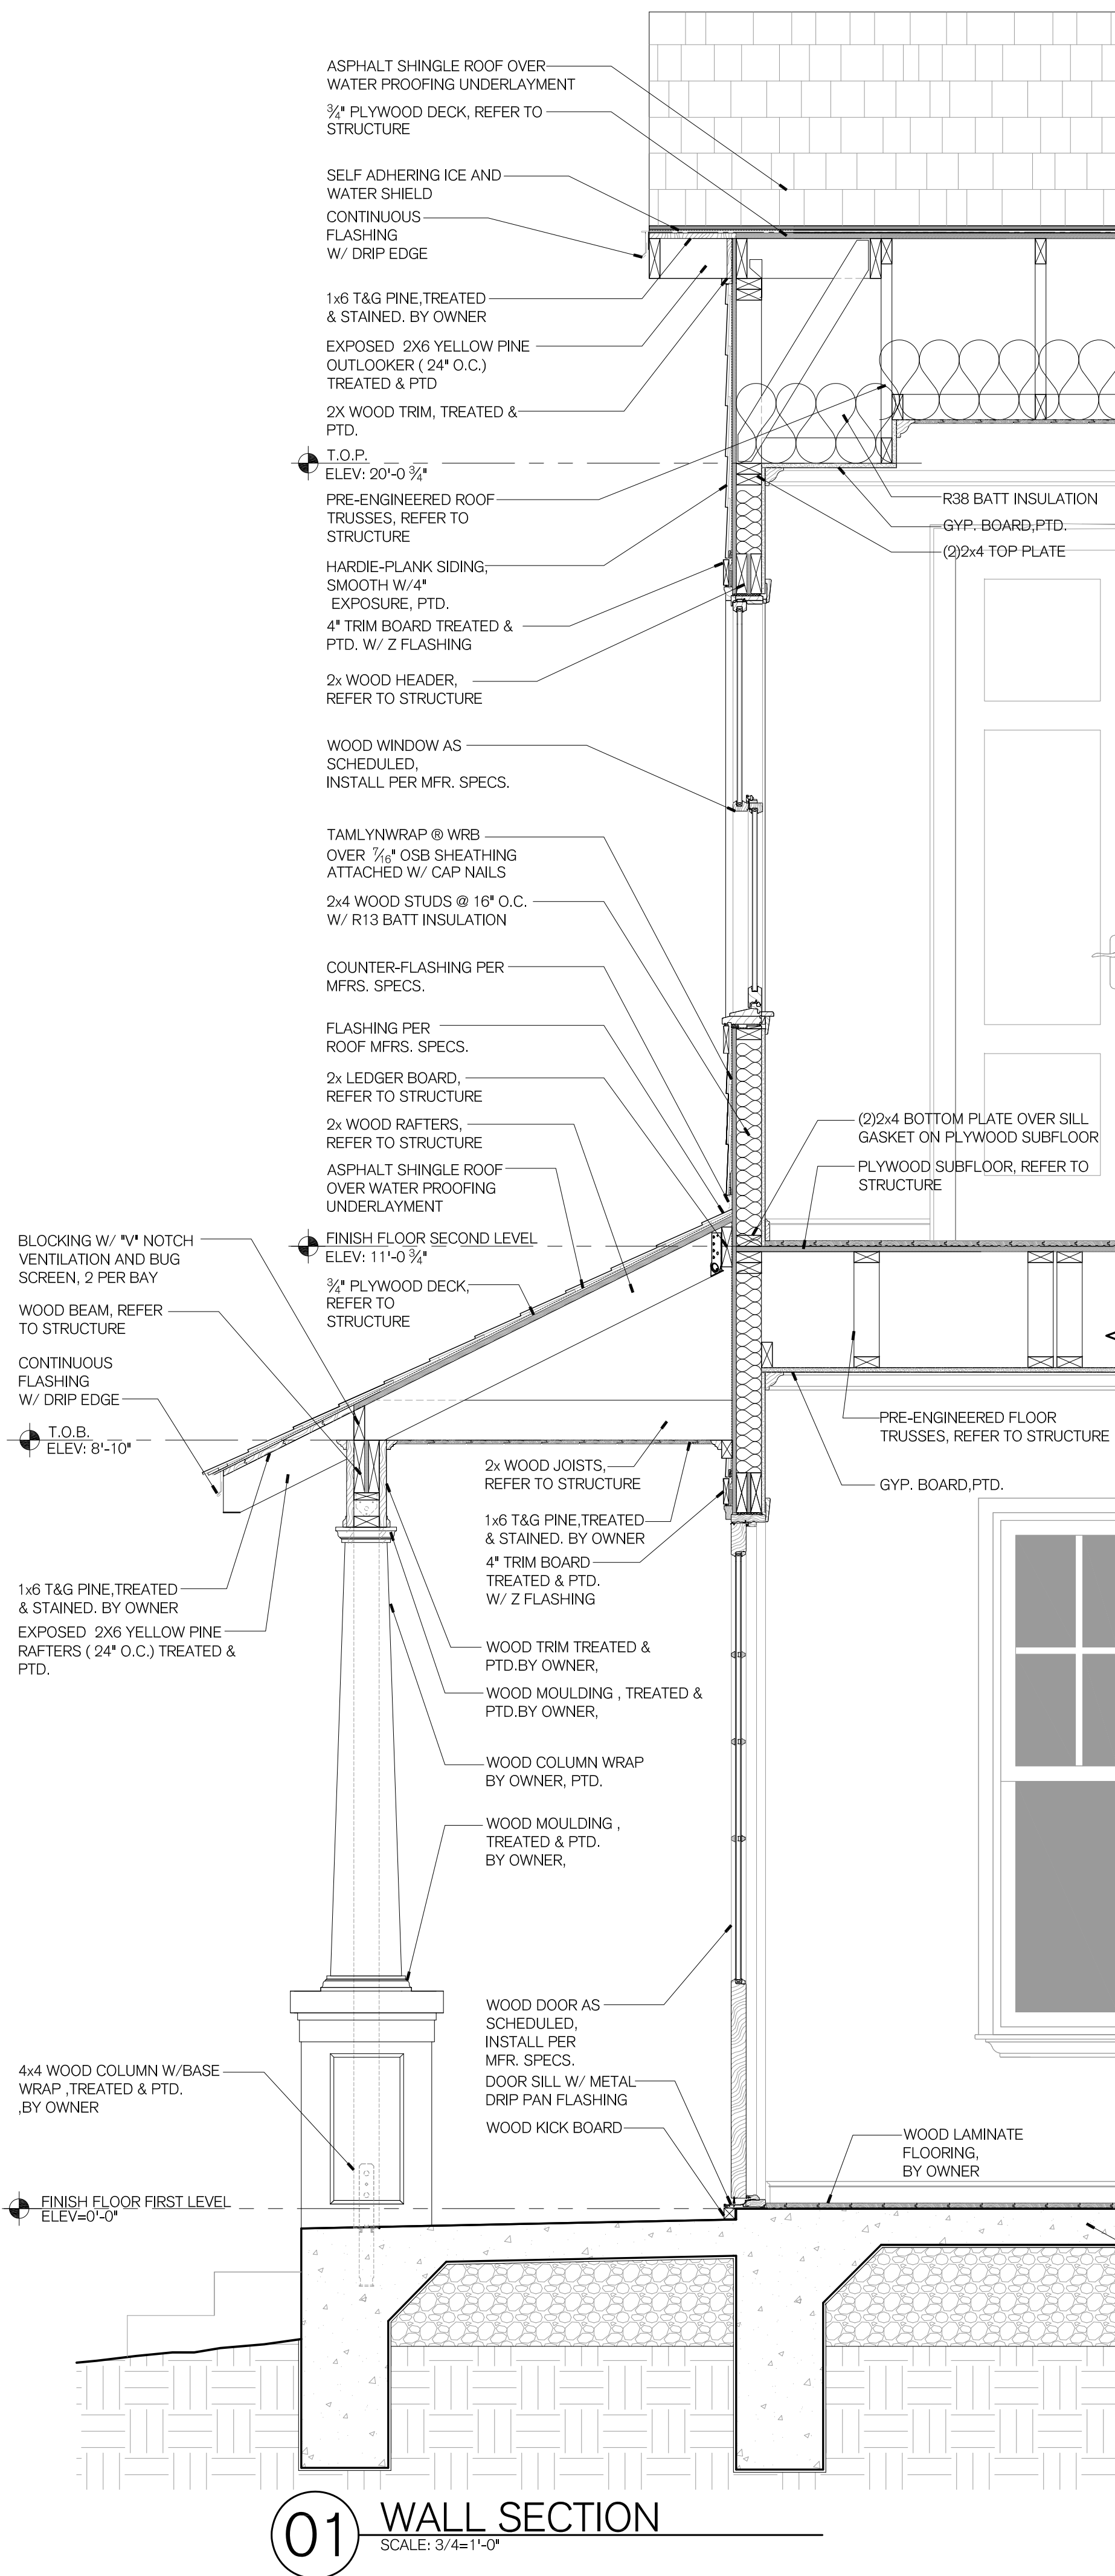 ASPHALT SHINGLE ROOF OVER
WATER PROOFING UNDERLAYMENT
¾" PLYWOOD DECK, REFER TO
STRUCTURE
SELF ADHERING ICE AND
WATER SHIELD
CONTINUOUS
FLASHING
W/ DRIP EDGE
1x6 T&G PINE,TREATED
& STAINED. BY OWNER
EXPOSED 2X6 YELLOW PINE
OUTLOOKER ( 24" O.C.)
TREATED & PTD
2X WOOD TRIM, TREATED &
PTD.
T.O.P.
ELEV: 20'-0 ¾"
PRE-ENGINEERED ROOF
TRUSSES, REFER TO
STRUCTURE
R38 BATT INSULATION
GYP. BOARD,PTD.
(2)2x4 TOP PLATE
HARDIE-PLANK SIDING,
SMOOTH W/4"
EXPOSURE, PTD.
4" TRIM BOARD TREATED &
PTD. W/ Z FLASHING
2x WOOD HEADER,
REFER TO STRUCTURE
WOOD WINDOW AS
SCHEDULED,
INSTALL PER MFR. SPECS.
TAMLYNWRAP ® WRB
OVER 7⁄16" OSB SHEATHING
ATTACHED W/ CAP NAILS
2x4 WOOD STUDS @ 16" O.C.
W/ R13 BATT INSULATION
COUNTER-FLASHING PER
MFRS. SPECS.
FLASHING PER
ROOF MFRS. SPECS.
2x LEDGER BOARD,
REFER TO STRUCTURE
2x WOOD RAFTERS,
REFER TO STRUCTURE
(2)2x4 BOTTOM PLATE OVER SILL
GASKET ON PLYWOOD SUBFLOOR
PLYWOOD SUBFLOOR, REFER TO
STRUCTURE
ASPHALT SHINGLE ROOF
OVER WATER PROOFING
UNDERLAYMENT
FINISH FLOOR SECOND LEVEL
ELEV: 11'-0 ¾"
¾" PLYWOOD DECK,
REFER TO
STRUCTURE
BLOCKING W/ "V" NOTCH
VENTILATION AND BUG
SCREEN, 2 PER BAY
WOOD BEAM, REFER
TO STRUCTURE
CONTINUOUS
FLASHING
W/ DRIP EDGE
T.O.B.
ELEV: 8'-10"
PRE-ENGINEERED FLOOR
TRUSSES, REFER TO STRUCTURE
GYP. BOARD,PTD.
2x WOOD JOISTS,
REFER TO STRUCTURE
1x6 T&G PINE,TREATED
& STAINED. BY OWNER
4" TRIM BOARD
TREATED & PTD.
W/ Z FLASHING
1x6 T&G PINE,TREATED
& STAINED. BY OWNER
EXPOSED 2X6 YELLOW PINE
RAFTERS ( 24" O.C.) TREATED &
PTD.
WOOD TRIM TREATED &
PTD.BY OWNER,
WOOD MOULDING , TREATED &
PTD.BY OWNER,
WOOD COLUMN WRAP
BY OWNER, PTD.
WOOD MOULDING ,
TREATED & PTD.
BY OWNER,
WOOD DOOR AS
SCHEDULED,
INSTALL PER
MFR. SPECS.
DOOR SILL W/ METAL
DRIP PAN FLASHING
WOOD KICK BOARD
4x4 WOOD COLUMN W/BASE
WRAP ,TREATED & PTD.
,BY OWNER
WOOD LAMINATE
FLOORING,
BY OWNER
FINISH FLOOR FIRST LEVEL
ELEV=0'-0"
01
WALL SECTION
SCALE: 3/4=1'-0"